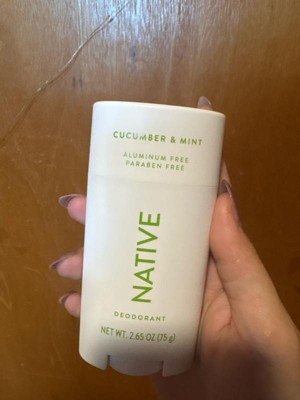 CUCUMBER & MINT
ALUMINUM FREE
PARABEN FREE
NATIVE
DEODORANT
NET WT. 2.65 OZ (75 g)